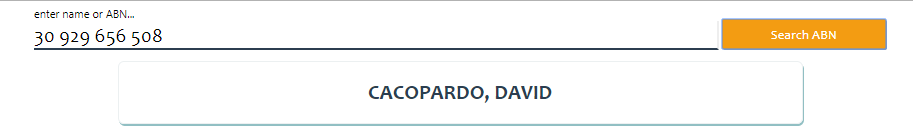 enter name or ABN...
30 929 656 508
Search ABN
CACOPARDO, DAVID